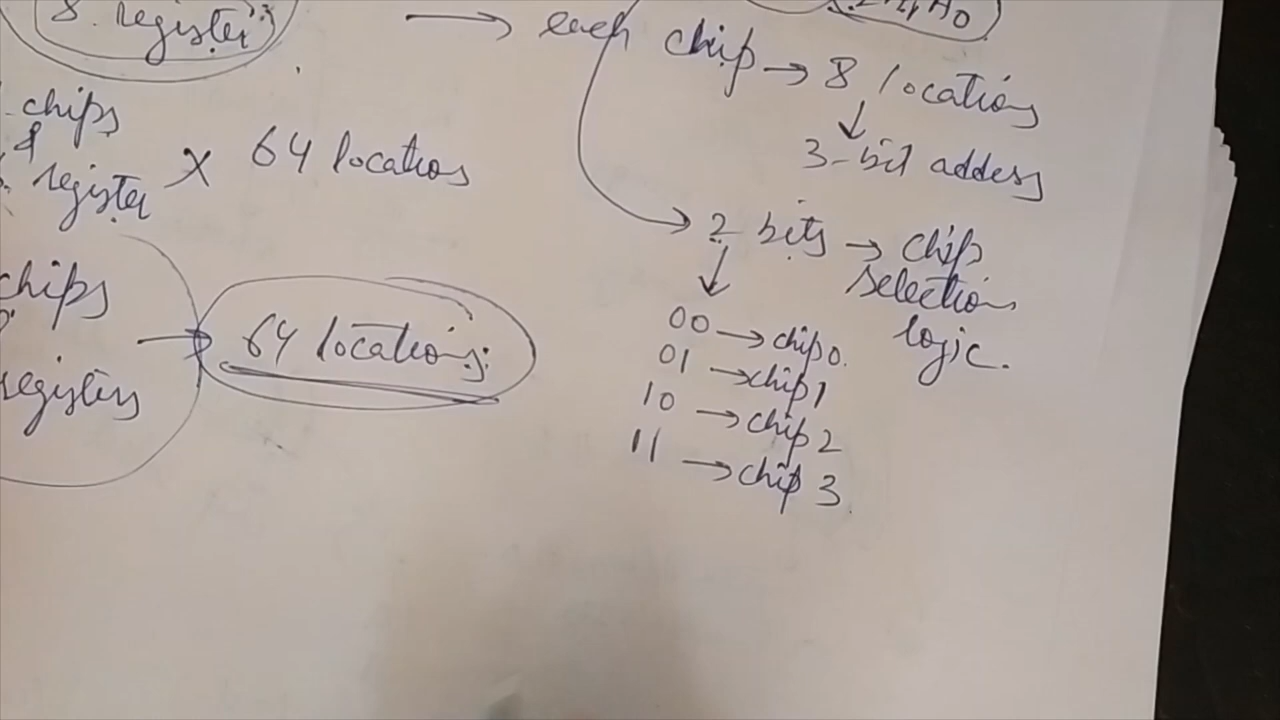 8 register
→ each chip → 8 locations
↓
3-bit address
chips
&
register × 64 locations
2 bits → chip selection logic.
↓
00 → chip 0.
01 → chip 1
10 → chip 2
11 → chip 3.
chips
registers
→ 64 locations.